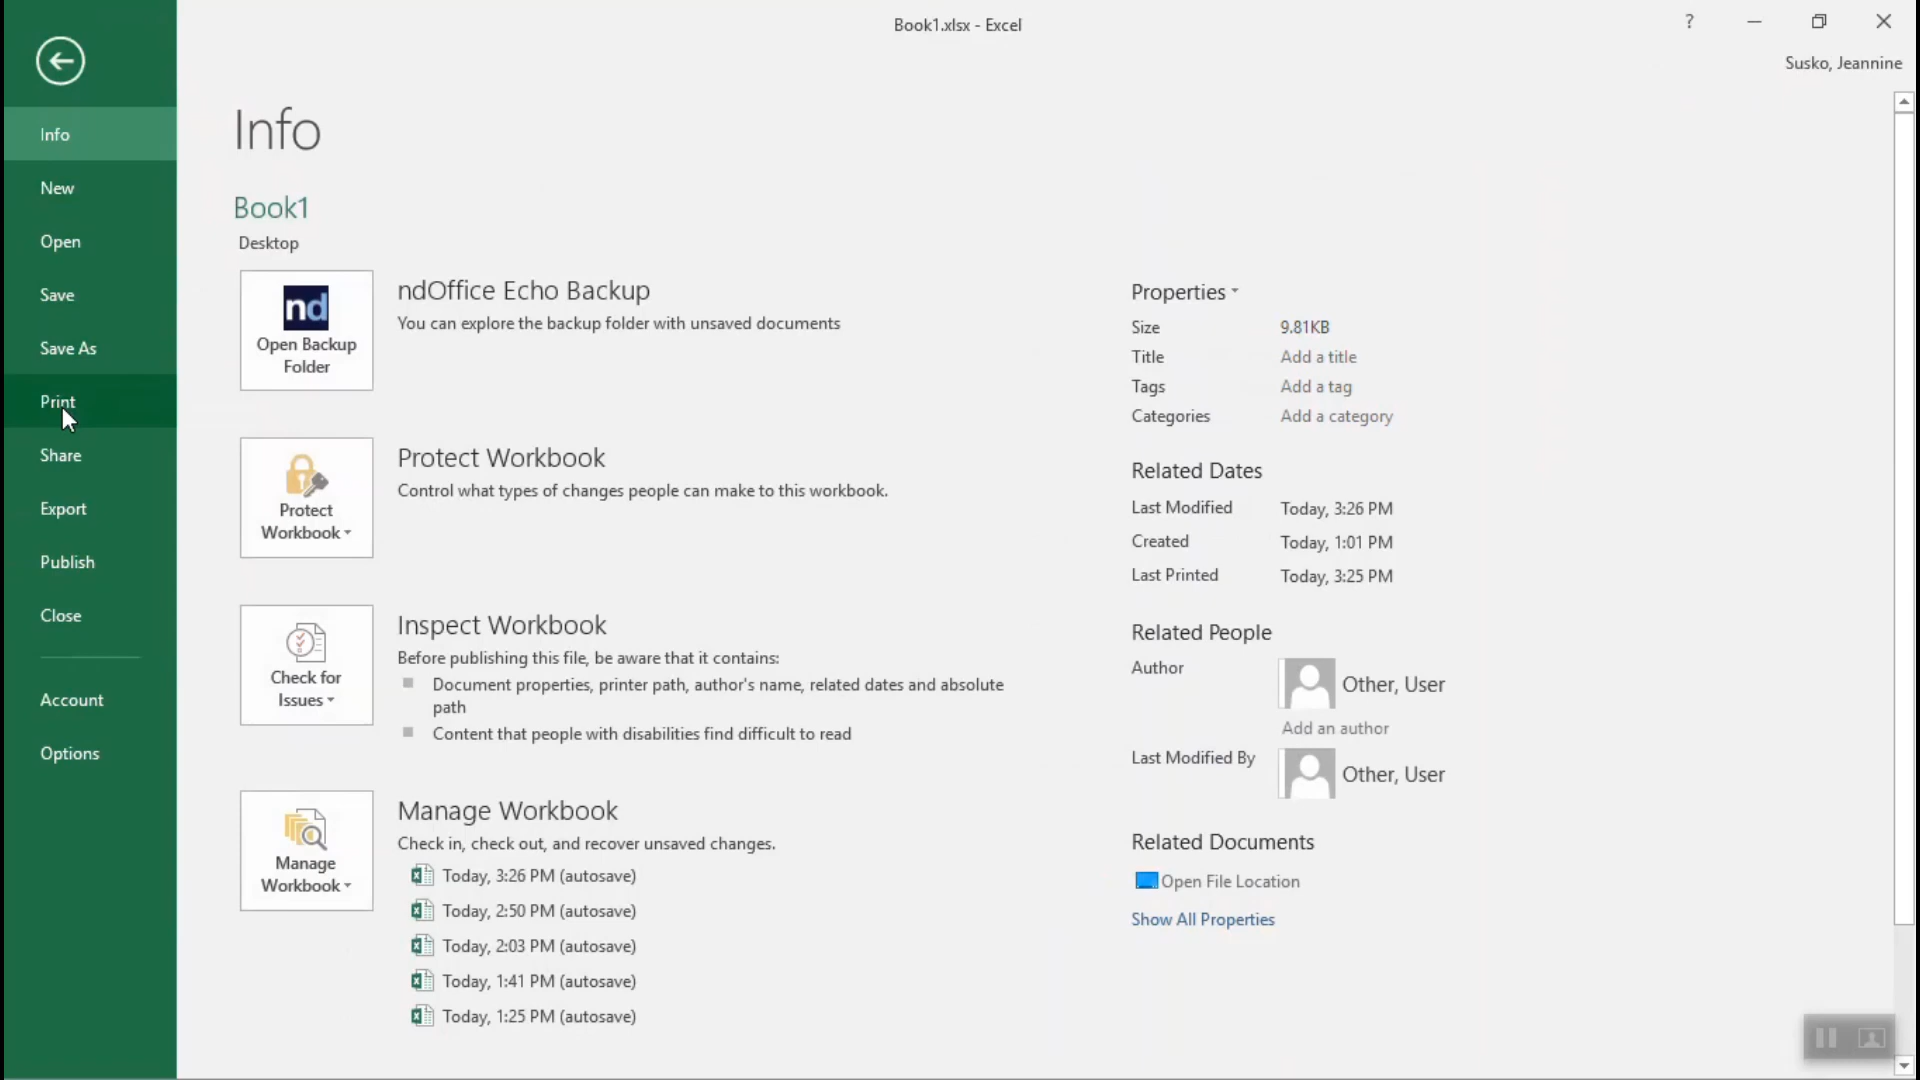 Book1.xlsx - Excel
?
Susko, Jeannine
Info
New
Open
Save
Save As
Print
Share
Export
Publish
Close
Account
Options
Info
Book1
Desktop
nd
Open Backup
Folder
ndOffice Echo Backup
You can explore the backup folder with unsaved documents
Protect
Workbook
Protect Workbook
Control what types of changes people can make to this workbook.
Check for
Issues
Inspect Workbook
Before publishing this file, be aware that it contains:
Document properties, printer path, author's name, related dates and absolute
path
Content that people with disabilities find difficult to read
Manage
Workbook
Manage Workbook
Check in, check out, and recover unsaved changes.
Today, 3:26 PM (autosave)
Today, 2:50 PM (autosave)
Today, 2:03 PM (autosave)
Today, 1:41 PM (autosave)
Today, 1:25 PM (autosave)
Properties
Size 9.81KB
Title Add a title
Tags Add a tag
Categories Add a category
Related Dates
Last Modified Today, 3:26 PM
Created Today, 1:01 PM
Last Printed Today, 3:25 PM
Related People
Author Other, User
Add an author
Last Modified By Other, User
Related Documents
Open File Location
Show All Properties